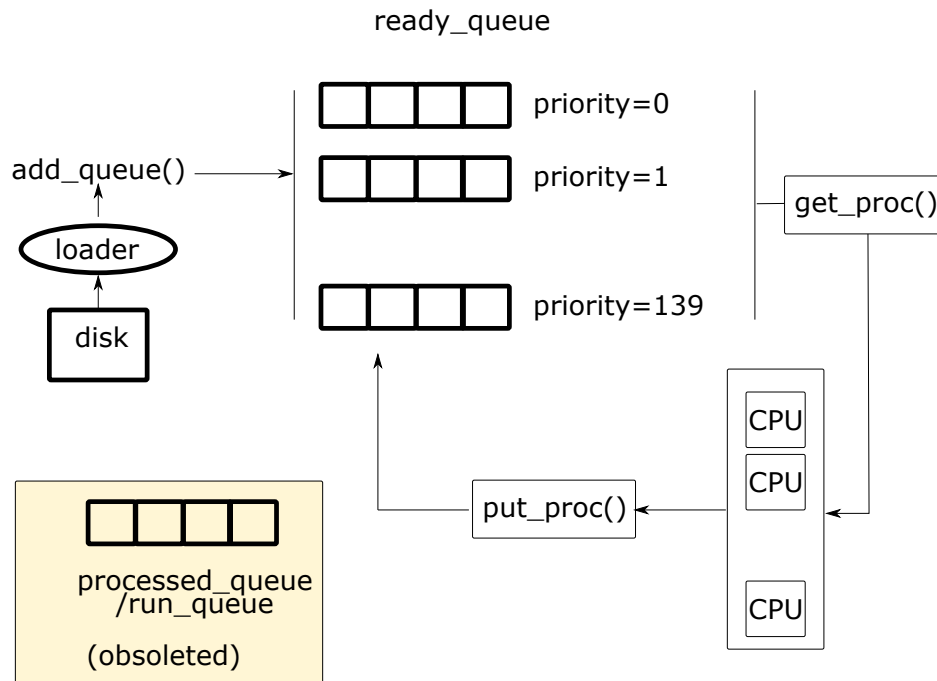 ready_queue
priority=0
add_queue()
priority=1
get_proc()
loader
priority=139
disk
CPU
CPU
put_proc()
CPU
processed_queue
/run_queue
(obsoleted)